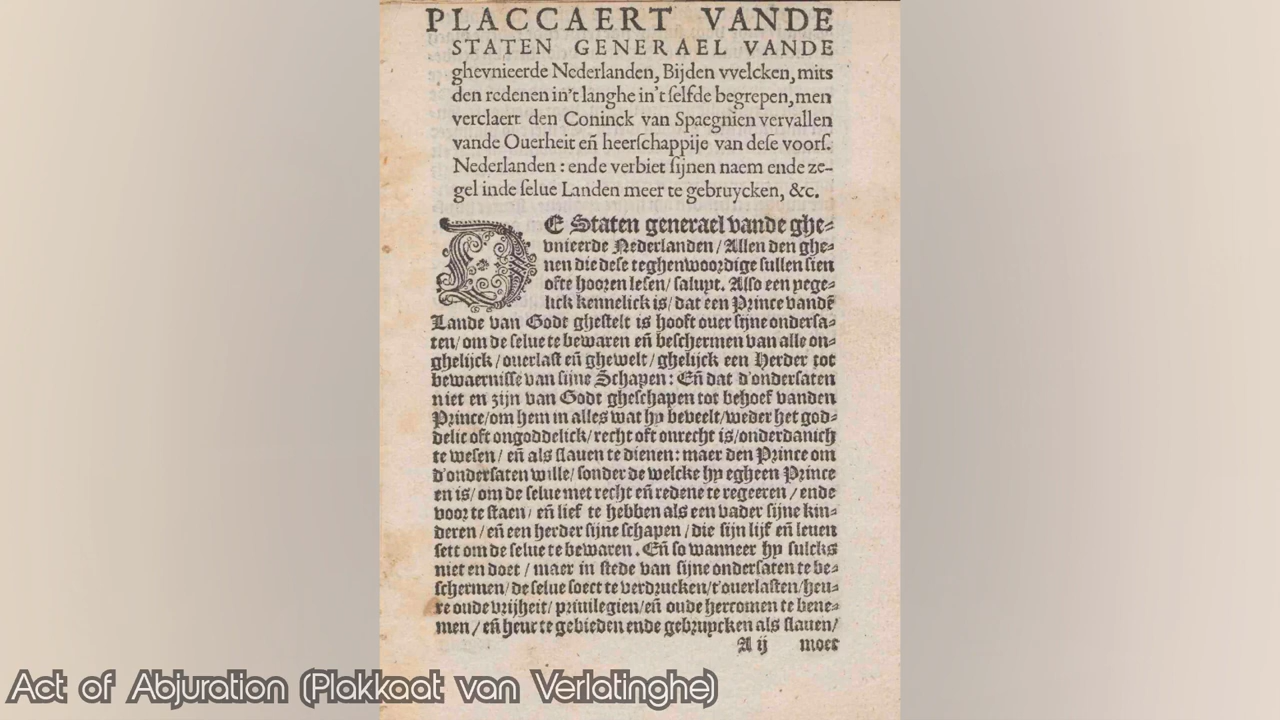 PLACCAERT VANDE
STATEN GENERAEL VANDE
ghevnieerde Nederlanden, Bijden vvelcken, mits
den redenen in't langhe in't ſelfde begrepen, men
verclaert den Coninck van Spaegnien vervallen
vande Ouerheit eñ heerſchappije van deſe voorſ.
Nederlanden : ende verbiet ſijnen naem ende ze-
gel inde ſelue Landen meer te gebruycken, &c.
DE Staten generael vande ghe⸗
vnieerde Nederlanden / Allen den ghe⸗
nen die deſe teghenwoordige ſullen ſien
ofte hooren leſen / ſaluyt. Alſo een yege⸗
lick kennelick is / dat een Prince vandē
Lande van Godt gheſtelt is hooft ouer ſijne onderſa⸗
ten / om de ſelue te bewaren eñ beſchermen van alle on⸗
ghelijck / ouerlaſt eñ ghewelt / ghelijck een Herder tot
bewaerniſſe van ſijne Schapen : Eñ dat d'onderſaten
niet en zijn van Godt gheſchapen tot behoef vanden
Prince / om hem in alles wat hy beveelt / weder het god⸗
delic oft ongoddelick / recht oft onrecht is / onderdanich
te weſen / eñ als ſlauen te dienen : maer den Prince om
d'onderſaten wille / ſonder de welcke hy egheen Prince
en is / om de ſelue met recht eñ redene te regeeren / ende
voor te ſtaen / eñ lief te hebben als een vader ſijne kin⸗
deren / eñ een herder ſijne ſchapen / die ſijn lijf eñ leuen
ſett om de ſelue te bewaren . Eñ ſo wanneer hy ſulcks
niet en doet / maer in ſtede van ſijne onderſaten te be⸗
ſchermen / de ſelue ſoect te verdrucken / t'ouerlaſten / heu⸗
re oude vrijheit / priuilegien / eñ oude hercomen te bene⸗
men / eñ heur te gebieden ende gebruycken als ſlauen /
A ij moet
Act of Abjuration (Plakkaat van Verlatinghe)